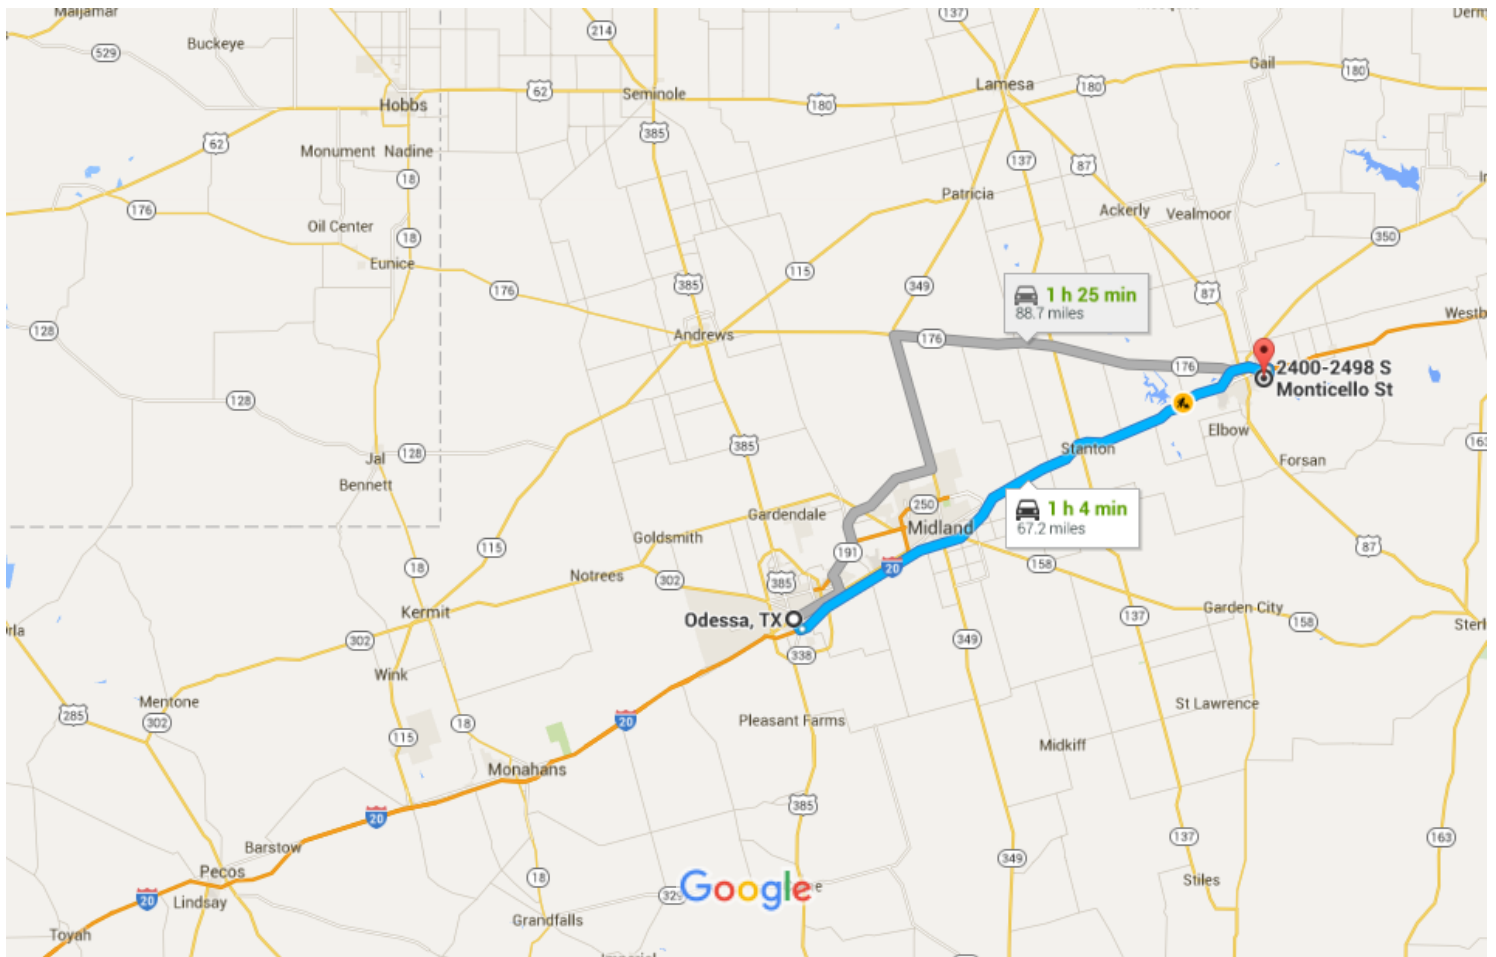 Maljamar
137
Derm
Buckeye
214
529
Gail
180
62
Seminole
Lamesa
180
Hobbs
180
385
62
Monument Nadine
137
87
18
Patricia
176
Ackerly
Vealmoor
Oil Center
18
350
Eunice
115
176
385
349
1 h 25 min
88.7 miles
87
Westb
128
Andrews
176
176
2400-2498 S
Monticello St
128
Elbow
385
Stanton
163
Jal
128
Forsan
Bennett
250
1 h 4 min
67.2 miles
Gardendale
Midland
Goldsmith
115
191
87
18
Notrees
302
385
20
158
Kermit
Odessa, TX
Garden City
137
158
Sterl
302
338
349
Wink
Mentone
St Lawrence
285
302
18
20
Pleasant Farms
115
Midkiff
Monahans
385
20
Barstow
137
163
Pecos
349
18
Google
329
Stiles
20
Lindsay
Grandfalls
Toyah